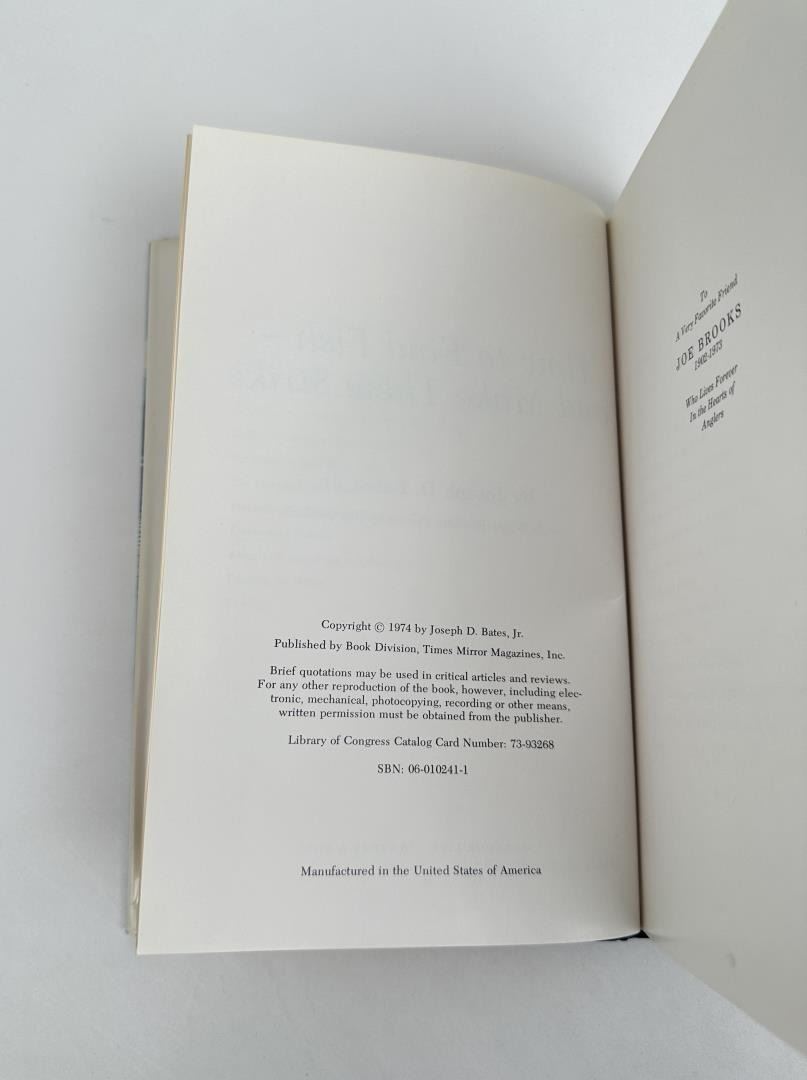 Copyright © 1974 by Joseph D. Bates, Jr.
Published by Book Division, Times Mirror Magazines, Inc.
Brief quotations may be used in critical articles and reviews.
For any other reproduction of the book, however, including elec-
tronic, mechanical, photocopying, recording or other means,
written permission must be obtained from the publisher.
Library of Congress Catalog Card Number: 73-93268
SBN: 06-010241-1
Manufactured in the United States of America
To
A Very Favorite Friend
JOE BROOKS
1902-1973
Who Lives Forever
In the Hearts of
Anglers